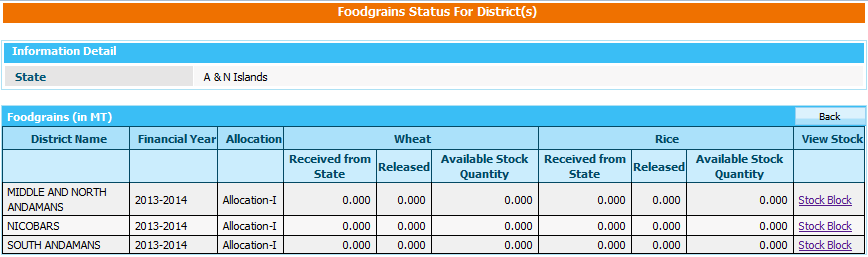 Foodgrains Status For District(s)
Information Detail
State A & N Islands
Foodgrains (in MT) Back
District Name Financial Year Allocation Wheat Rice View Stock
Received from State Released Available Stock Quantity Received from State Released Available Stock Quantity
MIDDLE AND NORTH ANDAMANS 2013-2014 Allocation-I 0.000 0.000 0.000 0.000 0.000 0.000 Stock Block
NICOBARS 2013-2014 Allocation-I 0.000 0.000 0.000 0.000 0.000 0.000 Stock Block
SOUTH ANDAMANS 2013-2014 Allocation-I 0.000 0.000 0.000 0.000 0.000 0.000 Stock Block